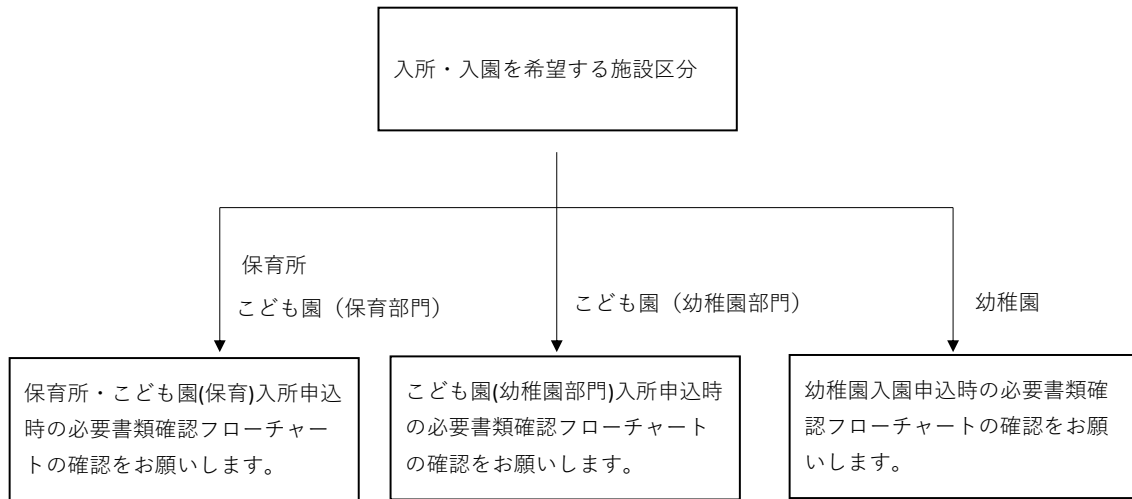 入所・入園を希望する施設区分
保育所
こども園（保育部門）
こども園（幼稚園部門）
幼稚園
保育所・こども園(保育)入所申込
時の必要書類確認フローチャー
トの確認をお願いします。
こども園(幼稚園部門)入所申込時
の必要書類確認フローチャート
の確認をお願いします。
幼稚園入園申込時の必要書類確
認フローチャートの確認をお願
いします。